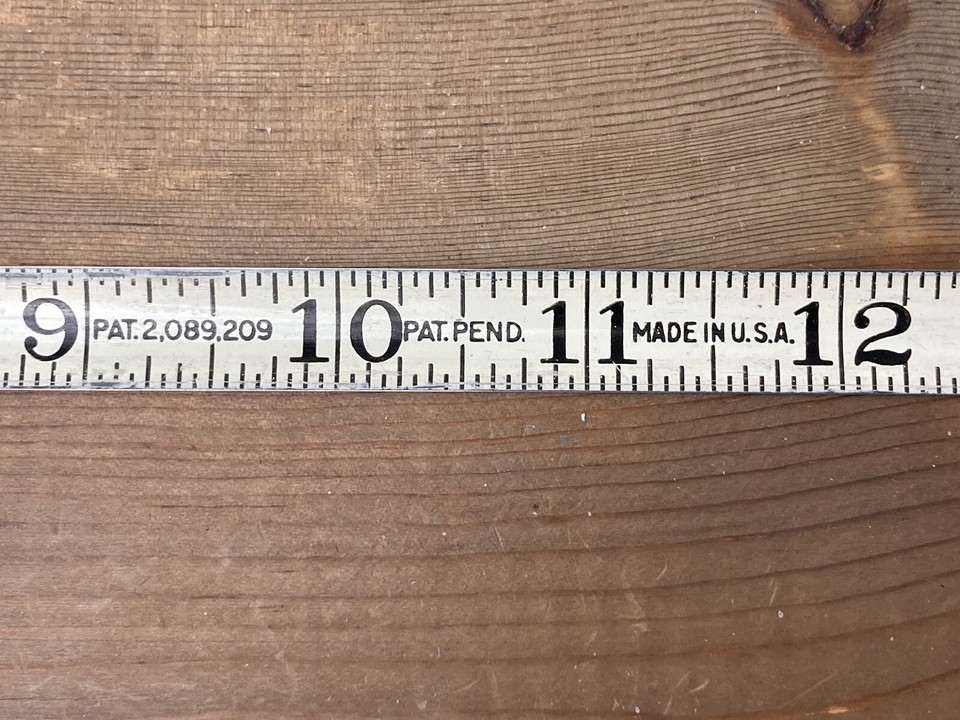 9 PAT.2,089,209 10 PAT.PEND. 11 MADE IN U.S.A. 12